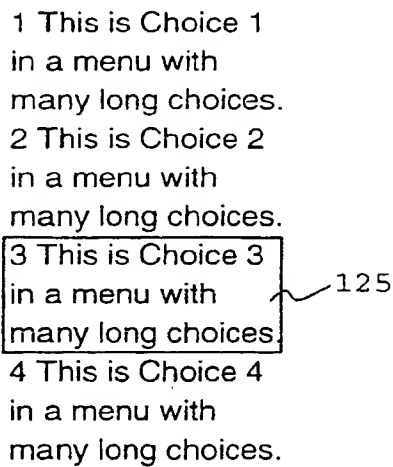 1 This is Choice 1
in a menu with
many long choices.
2 This is Choice 2
in a menu with
many long choices.
3 This is Choice 3
in a menu with
many long choices.
125
4 This is Choice 4
in a menu with
many long choices.